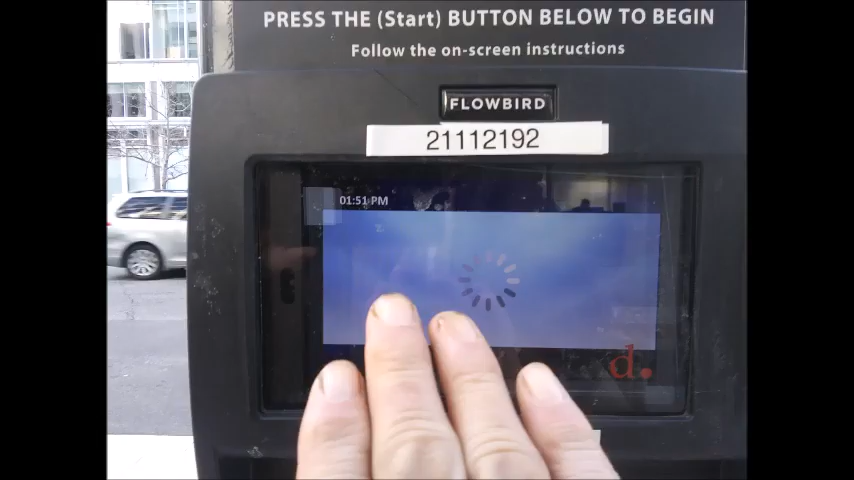 PRESS THE (Start) BUTTON BELOW TO BEGIN
Follow the on-screen instructions
FLOWBIRD
21112192
01:51 PM
d.